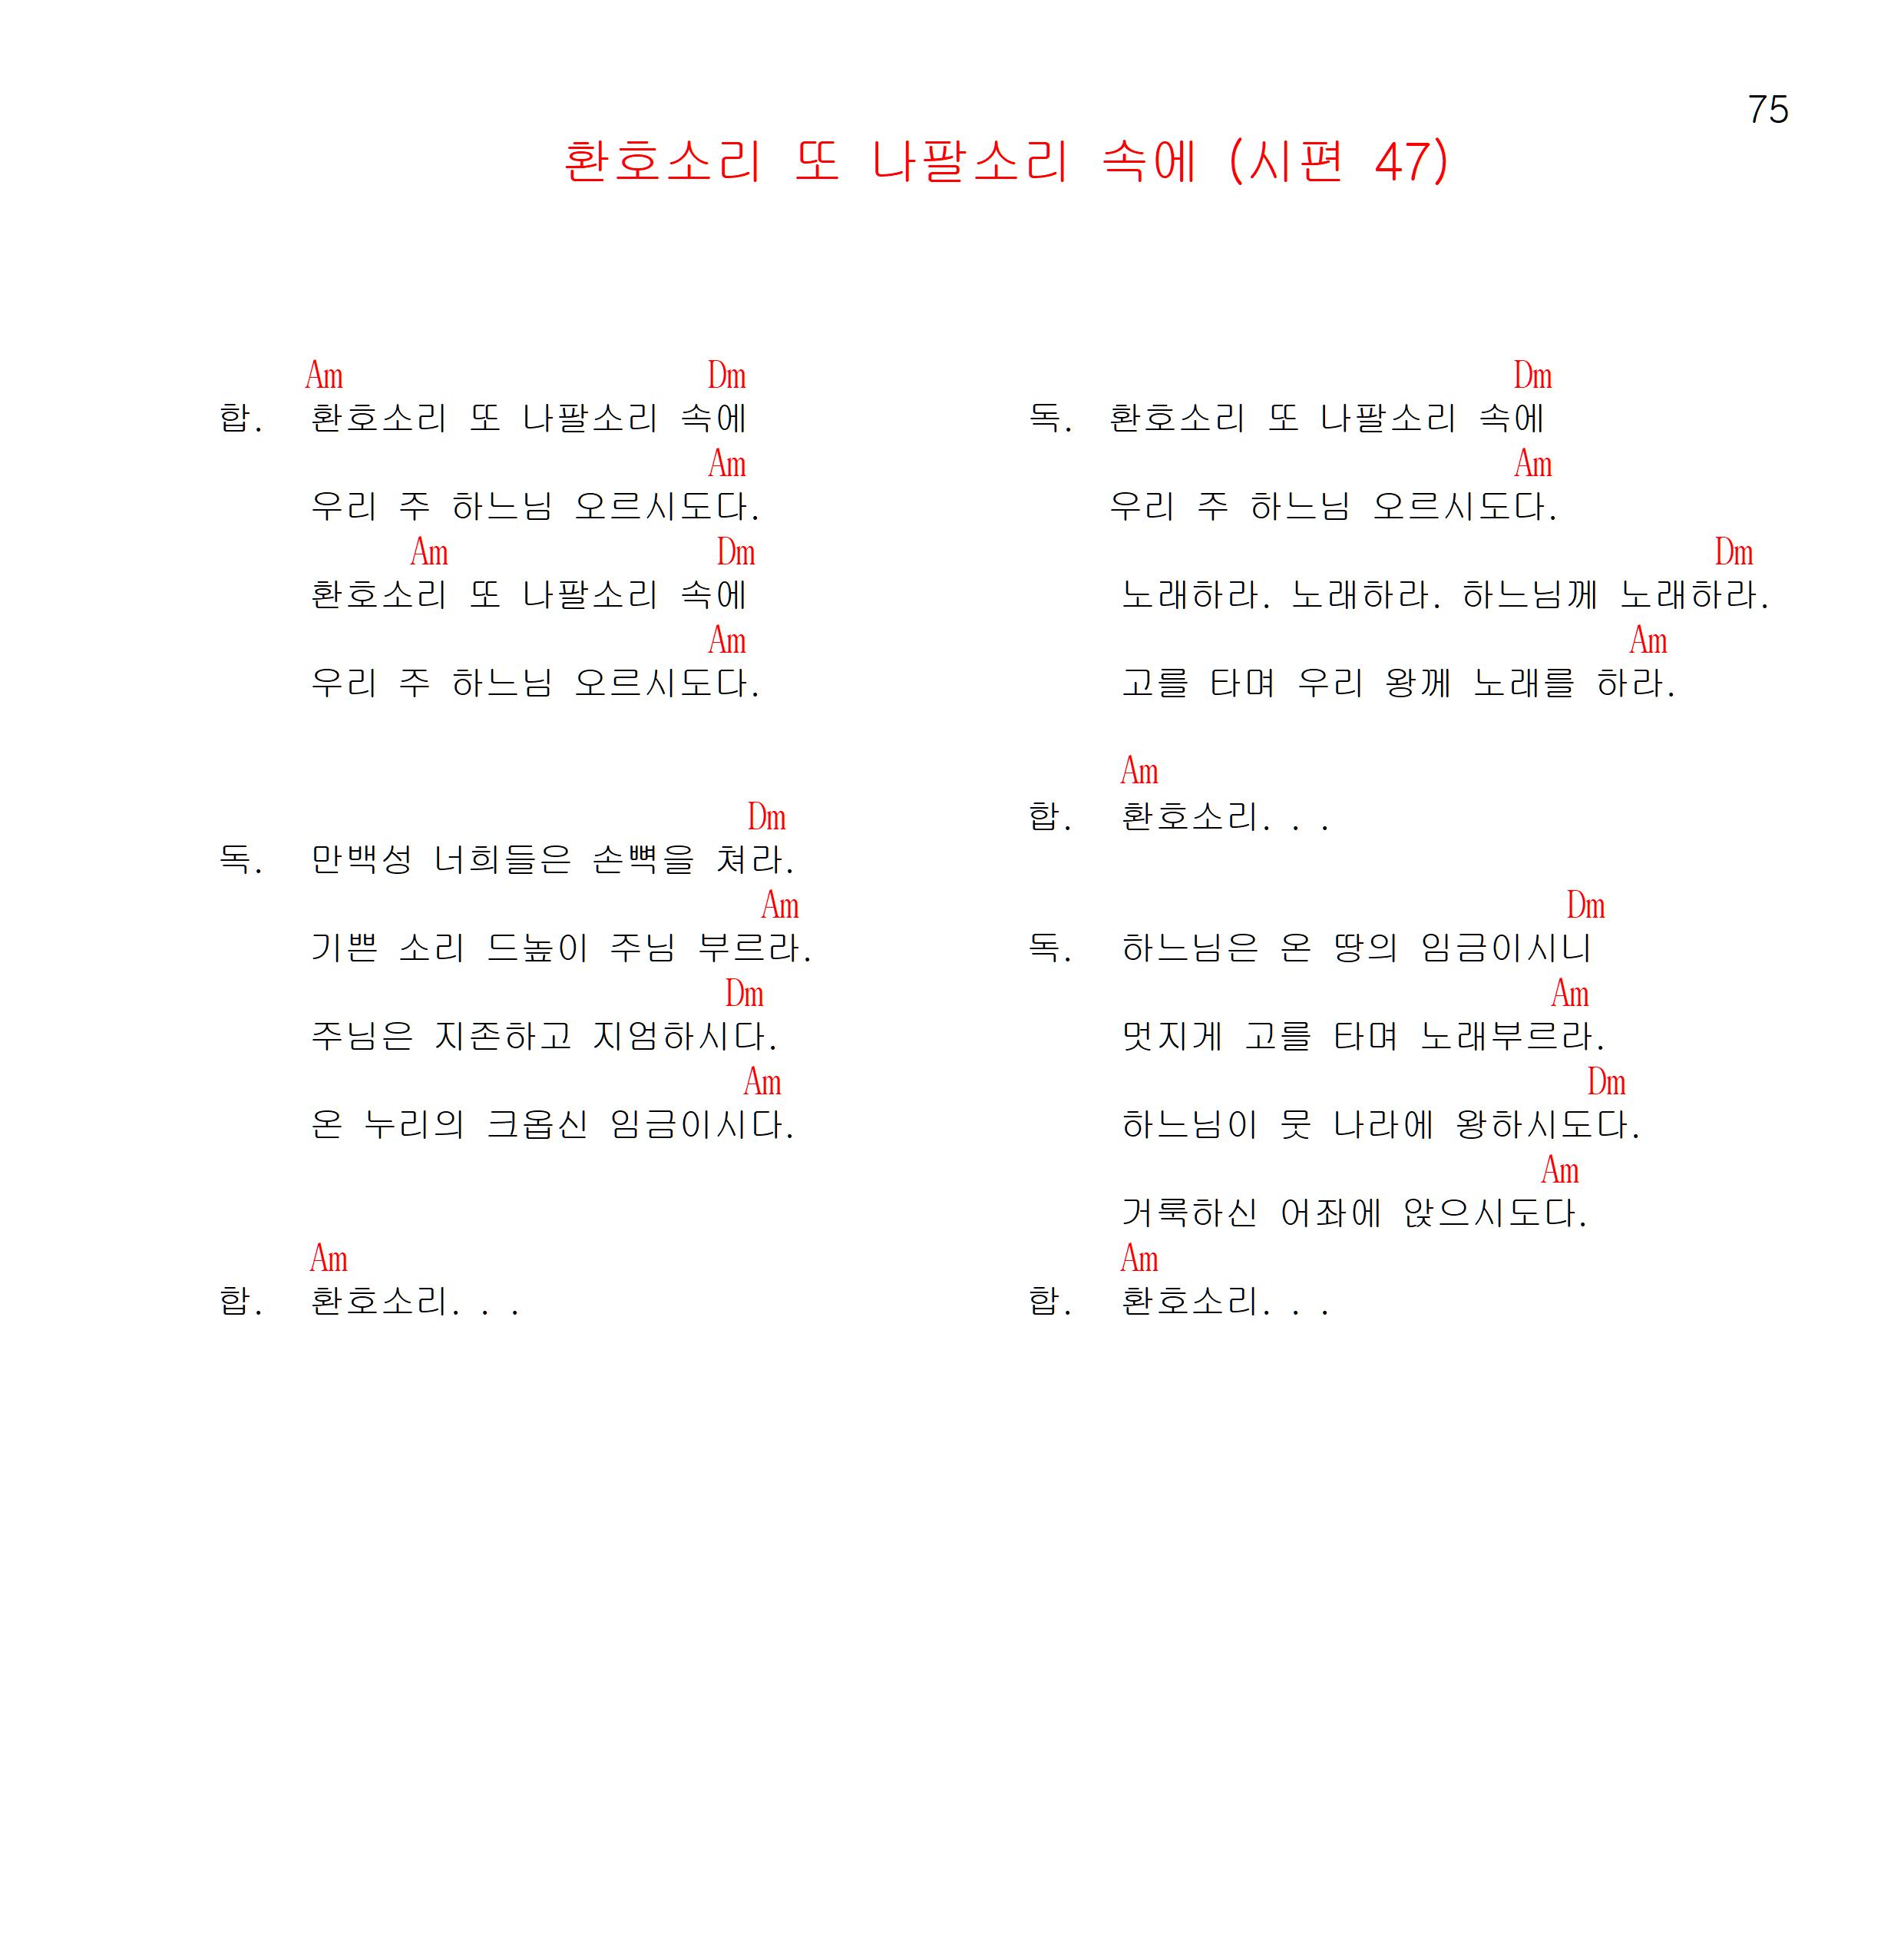 75
환호소리 또 나팔소리 속에 (시편 47)
Am Dm
합. 환호소리 또 나팔소리 속에
Am
우리 주 하느님 오르시도다.
Am Dm
환호소리 또 나팔소리 속에
Am
우리 주 하느님 오르시도다.
Dm
독. 만백성 너희들은 손뼉을 쳐라.
Am
기쁜 소리 드높이 주님 부르라.
Dm
주님은 지존하고 지엄하시다.
Am
온 누리의 크옵신 임금이시다.
Am
합. 환호소리. . .
Dm
독. 환호소리 또 나팔소리 속에
Am
우리 주 하느님 오르시도다.
Dm
노래하라. 노래하라. 하느님께 노래하라.
Am
고를 타며 우리 왕께 노래를 하라.
Am
합. 환호소리. . .
Dm
독. 하느님은 온 땅의 임금이시니
Am
멋지게 고를 타며 노래부르라.
Dm
하느님이 뭇 나라에 왕하시도다.
Am
거룩하신 어좌에 앉으시도다.
Am
합. 환호소리. . .